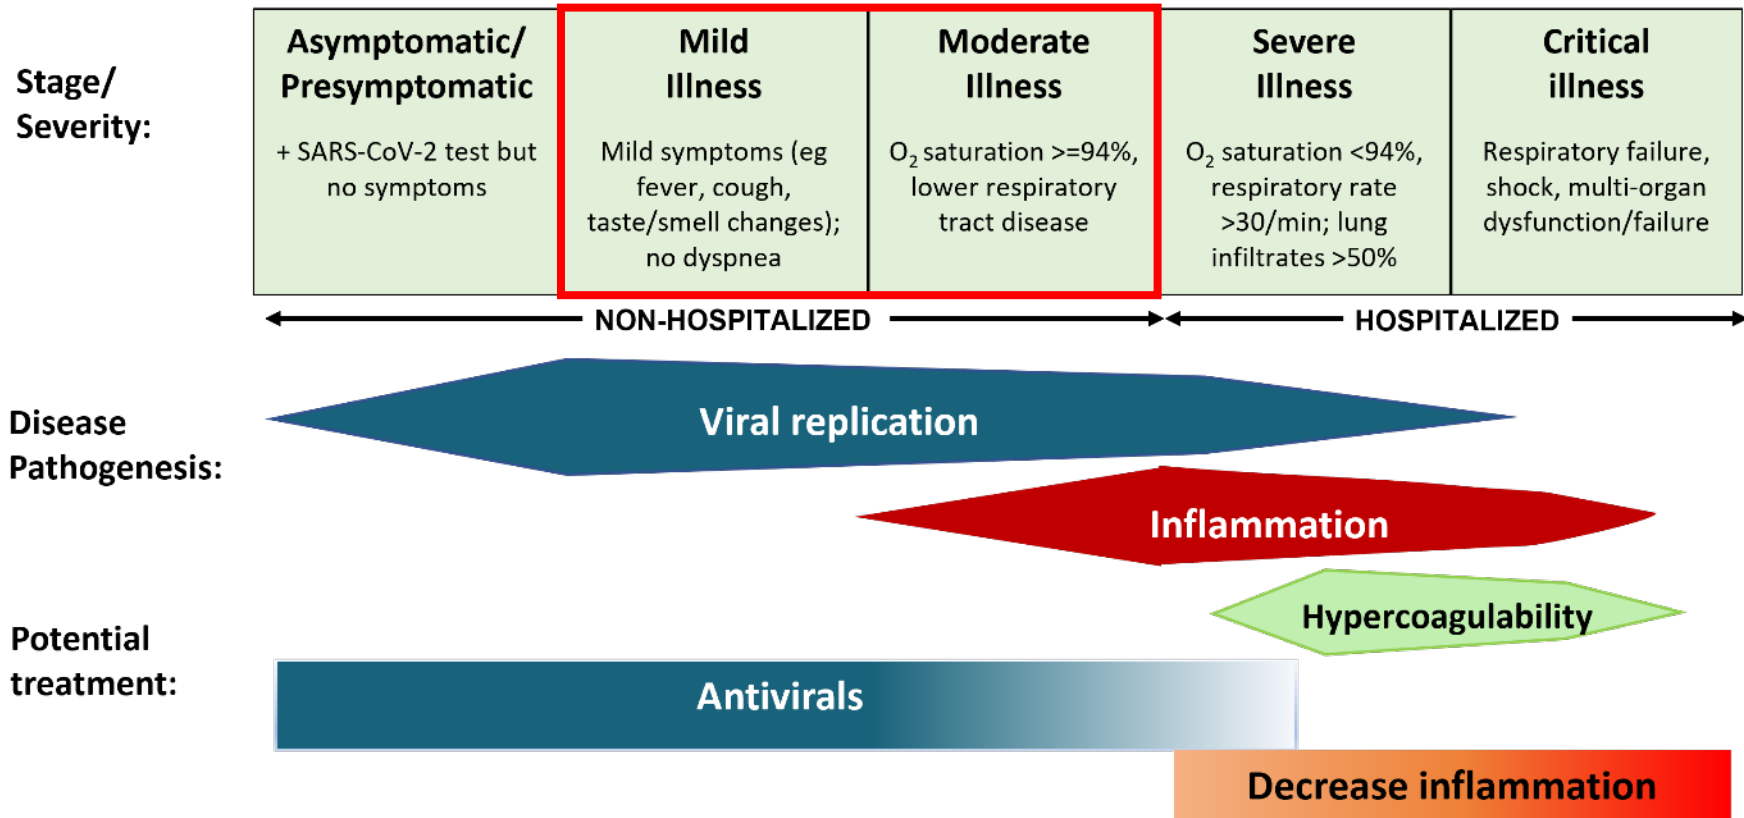 Stage/
Severity:
Asymptomatic/
Presymptomatic
+ SARS-CoV-2 test but
no symptoms
Mild
Illness
Mild symptoms (eg
fever, cough,
taste/smell changes);
no dyspnea
Moderate
Illness
O₂ saturation >=94%,
lower respiratory
tract disease
Severe
Illness
O₂ saturation <94%,
respiratory rate
>30/min; lung
infiltrates >50%
Critical
illness
Respiratory failure,
shock, multi-organ
dysfunction/failure
NON-HOSPITALIZED
HOSPITALIZED
Disease
Pathogenesis:
Viral replication
Inflammation
Hypercoagulability
Potential
treatment:
Antivirals
Decrease inflammation